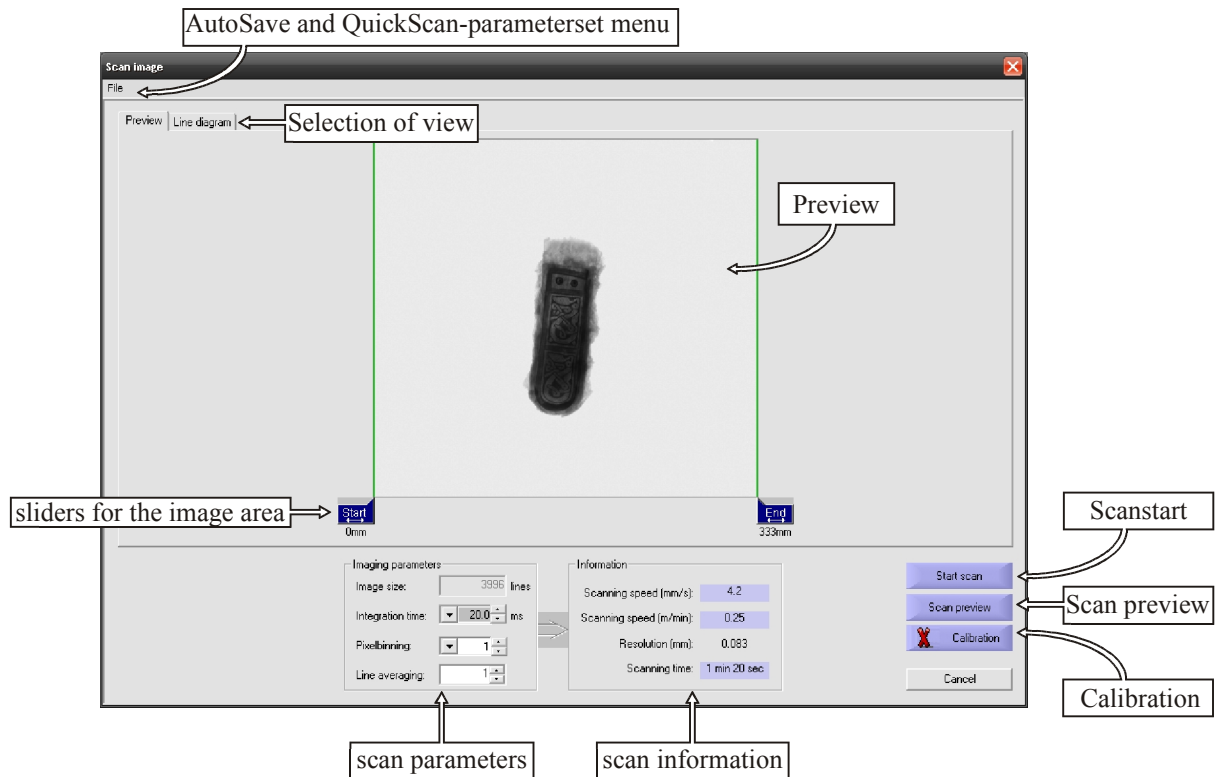 AutoSave and QuickScan-parameterset menu
Scan image
File
Preview Line diagram
Selection of view
Preview
sliders for the image area
Start
0mm
End
333mm
Scanstart
Imaging parameters
Image size: 3996 lines
Integration time: 20.0 ms
Pixelbinning: 1
Line averaging: 1
Information
Scanning speed (mm/s): 4.2
Scanning speed (m/min): 0.25
Resolution (mm): 0.083
Scanning time: 1 min 20 sec
Start scan
Scan preview
Calibration
Cancel
Scan preview
Calibration
scan parameters
scan information